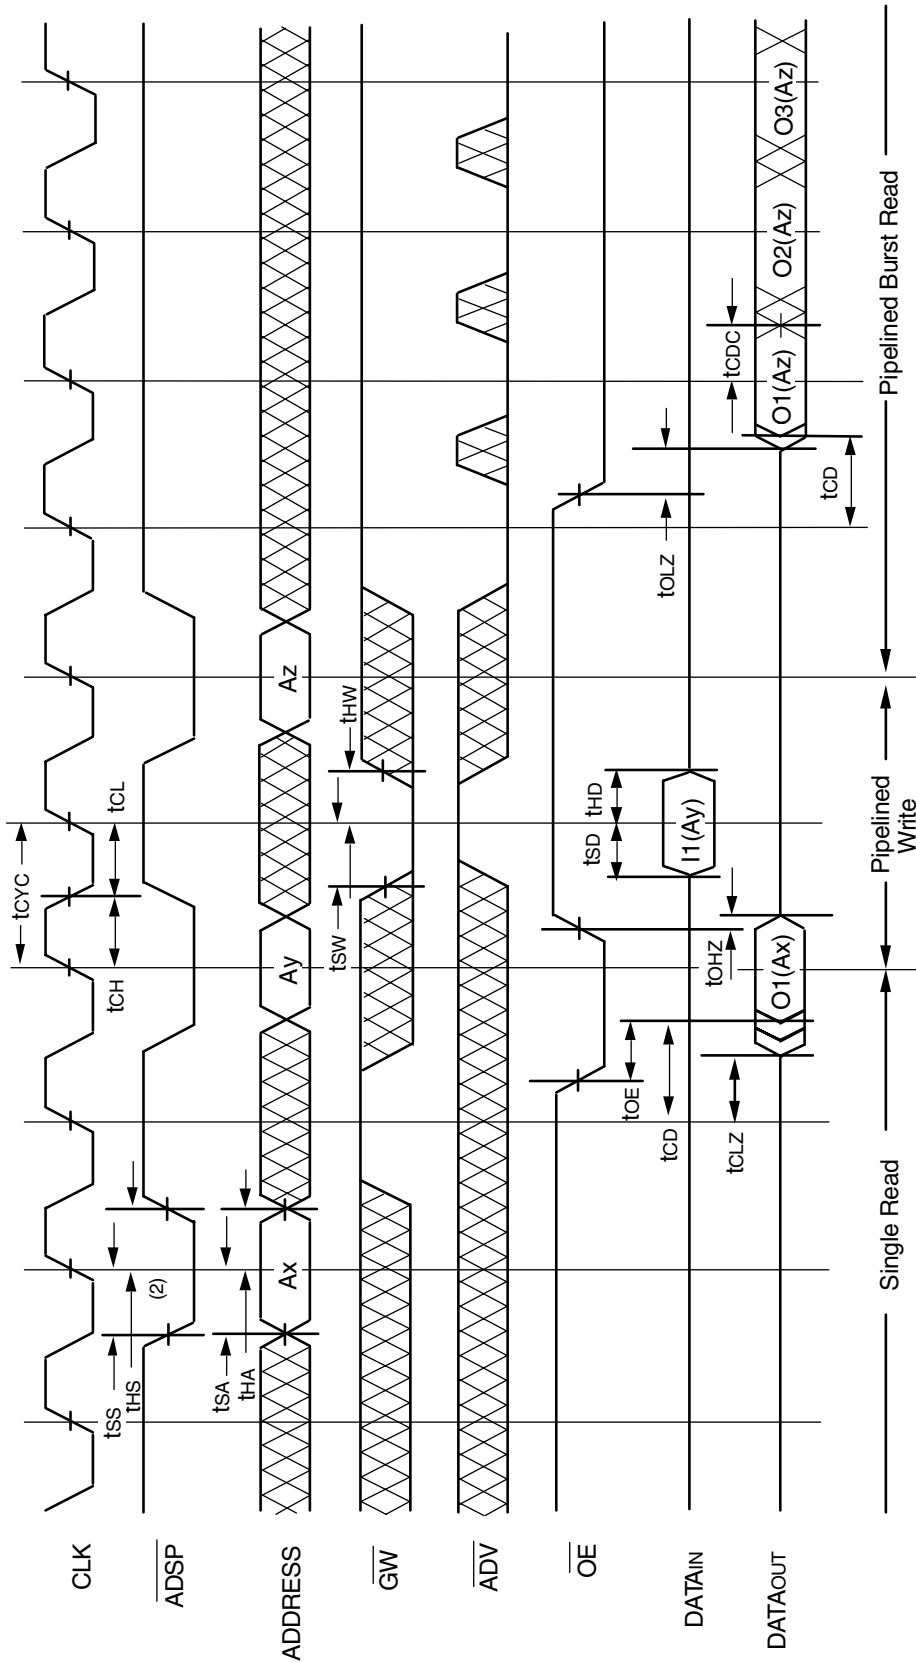 CLK
tSS
tHS
(2)
tCH
tCYC
tCL
ADSP
ADDRESS
tSA
tHA
Ax
Ay
Az
GW
tSW
tHW
ADV
OE
tOE
tOLZ
DATAIN
tCD
tSD
tHD
I1(Ay)
DATAOUT
tCLZ
tOHZ
O1(Ax)
tCDC
tCD
O1(Az)
O2(Az)
O3(Az)
Single Read
Pipelined
Write
Pipelined Burst Read